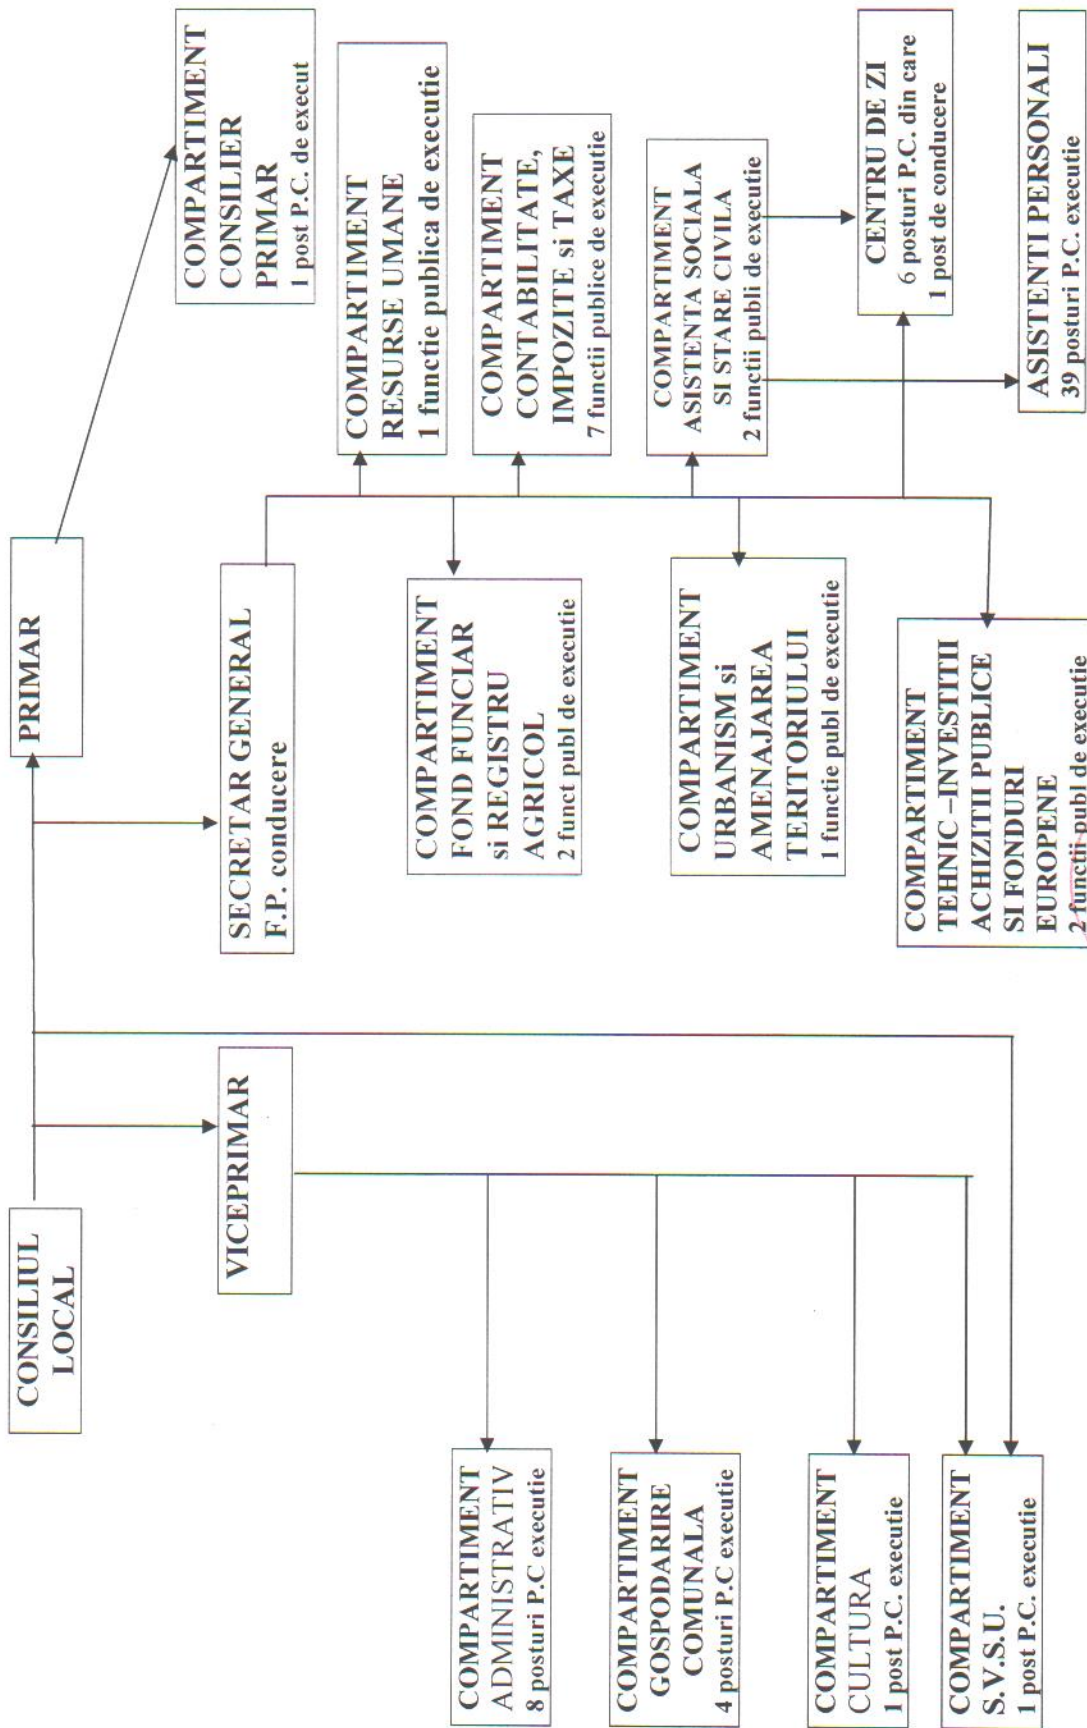 CONSILIUL
LOCAL
PRIMAR
VICEPRIMAR
SECRETAR GENERAL
F.P. conducere
COMPARTIMENT
CONSILIER
PRIMAR
1 post P.C. de execut
COMPARTIMENT
RESURSE UMANE
1 functie publica de executie
COMPARTIMENT
ADMINISTRATIV
8 posturi P.C executie
COMPARTIMENT
FOND FUNCIAR
si REGISTRU
AGRICOL
2 funct publ de executie
COMPARTIMENT
CONTABILITATE,
IMPOZITE si TAXE
7 functii publice de executie
COMPARTIMENT
GOSPODARIRE
COMUNALA
4 posturi P.C executie
COMPARTIMENT
URBANISM si
AMENAJAREA
TERITORIULUI
1 functie publ de executie
COMPARTIMENT
ASISTENTA SOCIALA
SI STARE CIVILA
2 functii publi de executie
COMPARTIMENT
CULTURA
1 post P.C. executie
COMPARTIMENT
TEHNIC –INVESTITII
ACHIZITII PUBLICE
SI FONDURI
EUROPENE
2 functii publ de executie
CENTRU DE ZI
6 posturi P.C. din care
1 post de conducere
COMPARTIMENT
S.V.S.U.
1 post P.C. executie
ASISTENTI PERSONALI
39 posturi P.C. executie